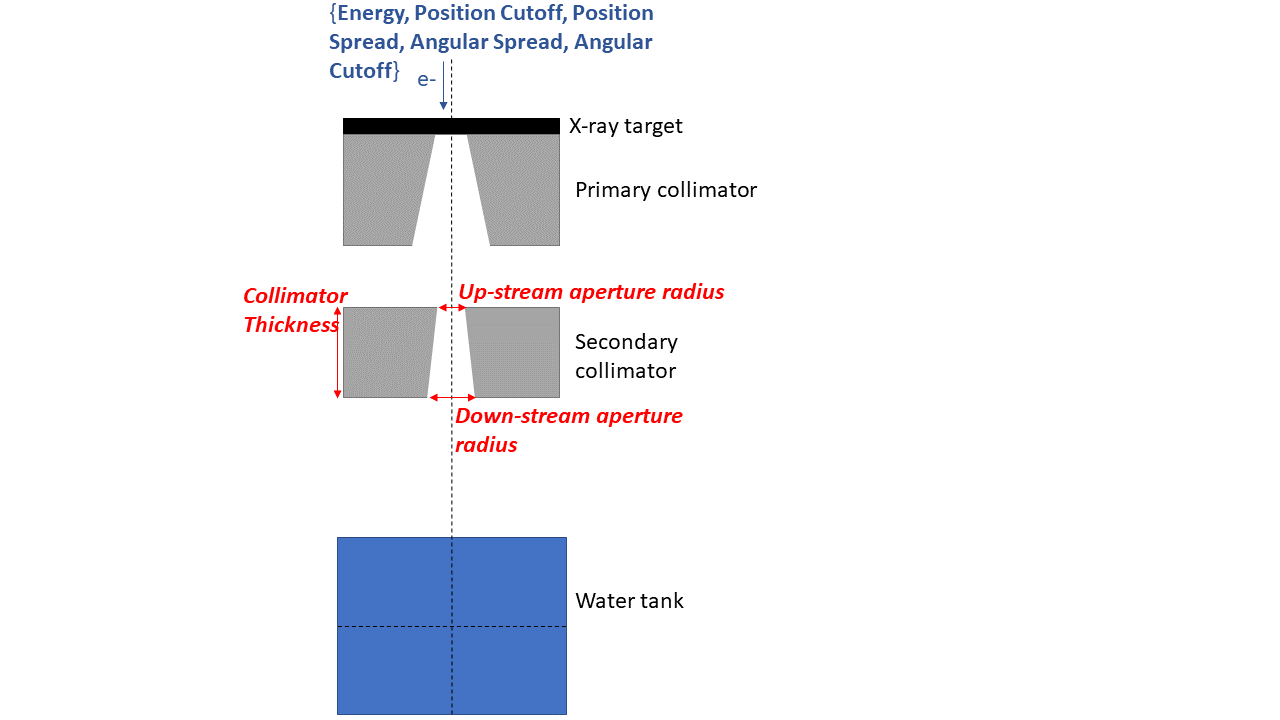 {Energy, Position Cutoff, Position
Spread, Angular Spread, Angular
Cutoff}
e-
X-ray target
Primary collimator
Collimator
Thickness
Up-stream aperture radius
Secondary
collimator
Down-stream aperture
radius
Water tank